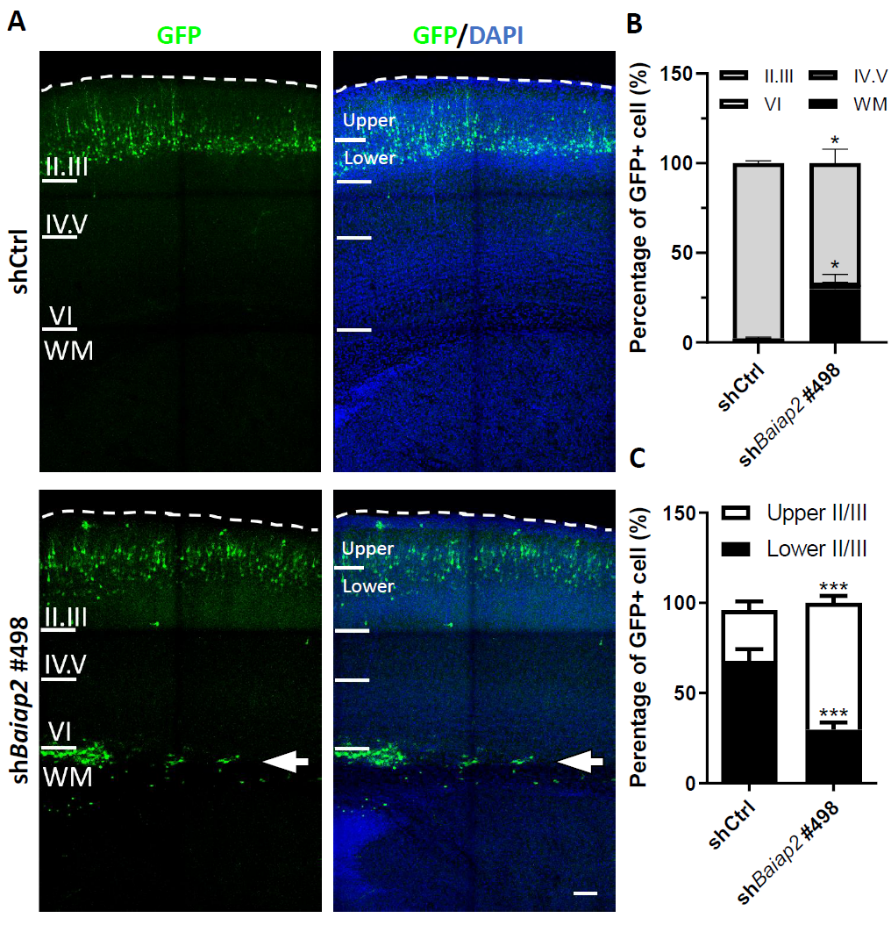 A
GFP
GFP/DAPI
shCtrl
II.III
IV.V
VI
WM
Upper
Lower
shBaiap2 #498
II.III
IV.V
VI
WM
Upper
Lower
B
Percentage of GFP+ cell (%)
150
100
50
0
II.III
IV.V
VI
WM
*
*
shCtrl
shBaiap2 #498
C
Perentage of GFP+ cell (%)
150
100
50
0
Upper II/III
Lower II/III
***
***
shCtrl
shBaiap2 #498